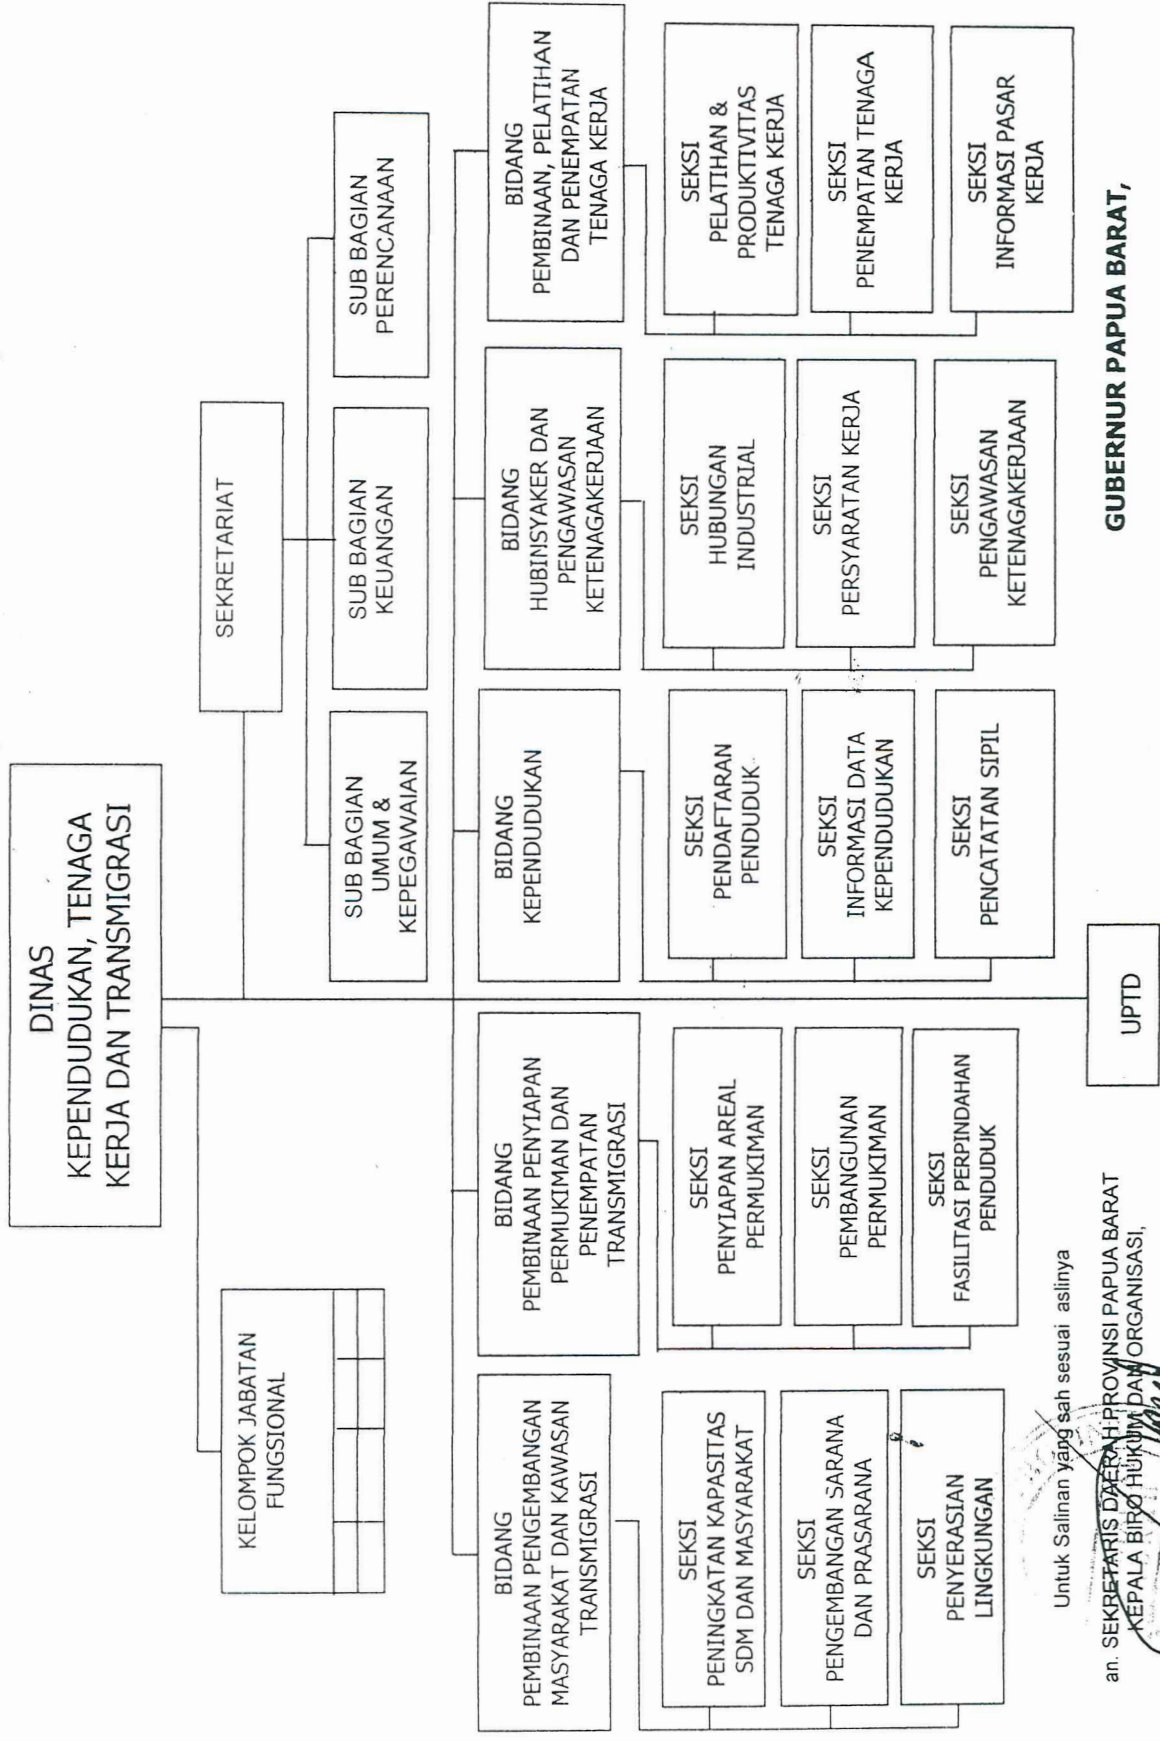 DINAS
KEPENDUDUKAN, TENAGA
KERJA DAN TRANSMIGRASI
KELOMPOK JABATAN
FUNGSIONAL
SEKRETARIAT
SUB BAGIAN
UMUM &
KEPEGAWAIAN
SUB BAGIAN
KEUANGAN
SUB BAGIAN
PERENCANAAN
BIDANG
PEMBINAAN PENGEMBANGAN
MASYARAKAT DAN KAWASAN
TRANSMIGRASI
SEKSI
PENINGKATAN KAPASITAS
SDM DAN MASYARAKAT
SEKSI
PENGEMBANGAN SARANA
DAN PRASARANA
SEKSI
PENYERASIAN
LINGKUNGAN
BIDANG
PEMBINAAN PENYIAPAN
PERMUKIMAN DAN
PENEMPATAN
TRANSMIGRASI
SEKSI
PENYIAPAN AREAL
PERMUKIMAN
SEKSI
PEMBANGUNAN
PERMUKIMAN
SEKSI
FASILITASI PERPINDAHAN
PENDUDUK
BIDANG
KEPENDUDUKAN
SEKSI
PENDAFTARAN
PENDUDUK
SEKSI
INFORMASI DATA
KEPENDUDUKAN
SEKSI
PENCATATAN SIPIL
BIDANG
HUBINSYAKER DAN
PENGAWASAN
KETENAGAKERJAAN
SEKSI
HUBUNGAN
INDUSTRIAL
SEKSI
PERSYARATAN KERJA
SEKSI
PENGAWASAN
KETENAGAKERJAAN
BIDANG
PEMBINAAN, PELATIHAN
DAN PENEMPATAN
TENAGA KERJA
SEKSI
PELATIHAN &
PRODUKTIVITAS
TENAGA KERJA
SEKSI
PENEMPATAN TENAGA
KERJA
SEKSI
INFORMASI PASAR
KERJA
UPTD
Untuk Salinan yang sah sesuai aslinya
an. SEKRETARIS DAERAH PROVINSI PAPUA BARAT
KEPALA BIRO HUKUM DAN ORGANISASI,
GUBERNUR PAPUA BARAT,